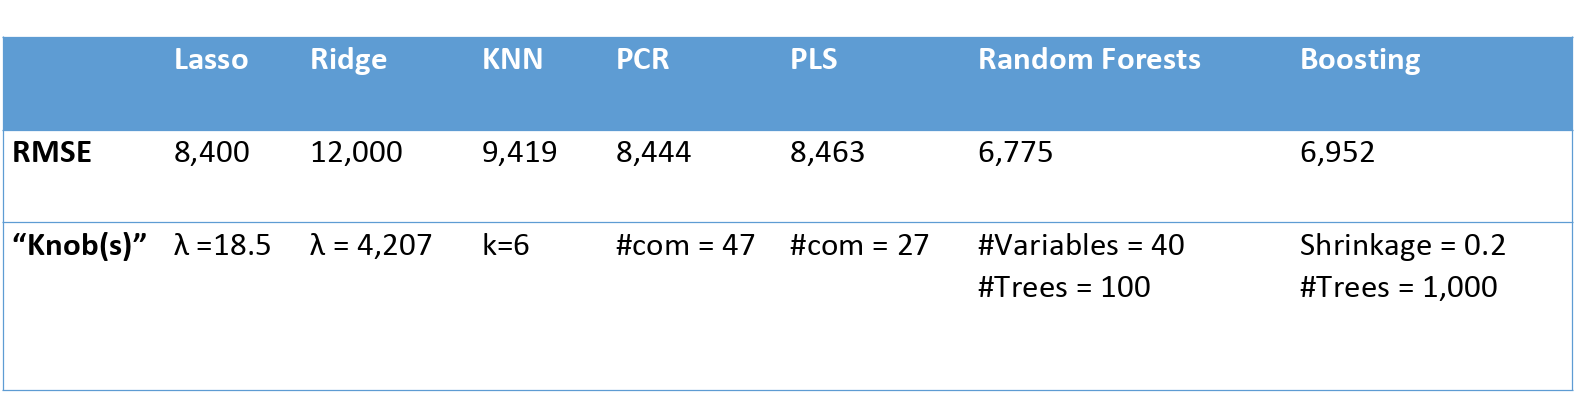 Lasso Ridge KNN PCR PLS Random Forests Boosting
RMSE 8,400 12,000 9,419 8,444 8,463 6,775 6,952
“Knob(s)” λ =18.5 λ = 4,207 k=6 #com = 47 #com = 27 #Variables = 40 Shrinkage = 0.2
#Trees = 100 #Trees = 1,000